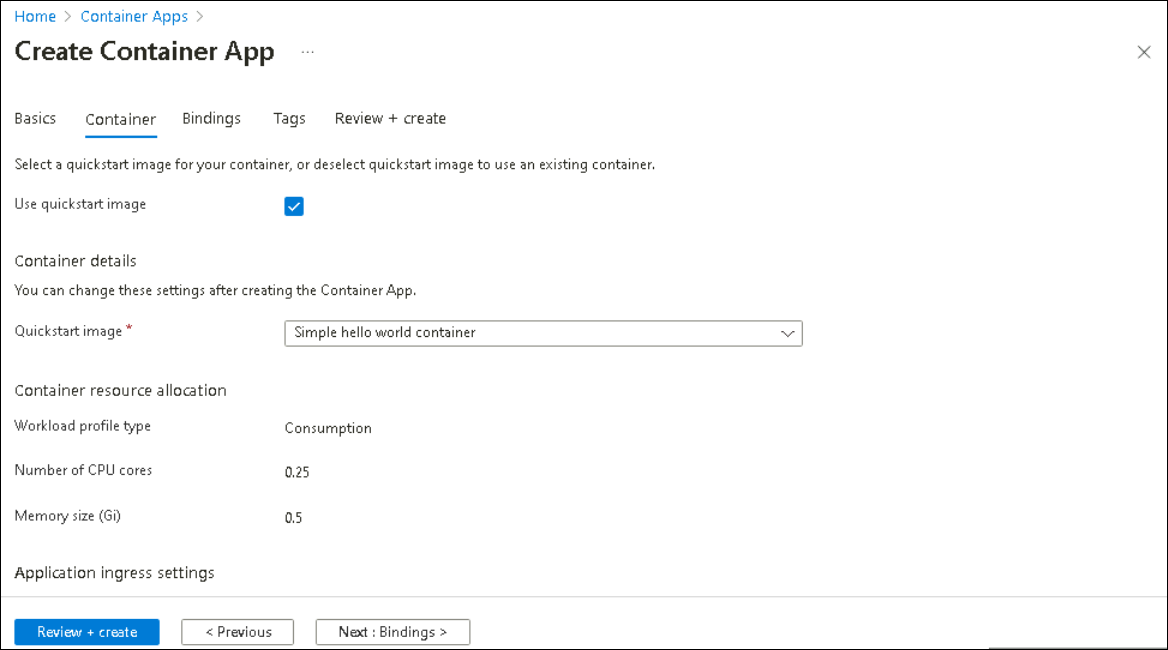 Home > Container Apps >
Create Container App ...
Basics Container Bindings Tags Review + create
Select a quickstart image for your container, or deselect quickstart image to use an existing container.
Use quickstart image
Container details
You can change these settings after creating the Container App.
Quickstart image * Simple hello world container
Container resource allocation
Workload profile type Consumption
Number of CPU cores 0.25
Memory size (Gi) 0.5
Application ingress settings
Review + create < Previous Next : Bindings >